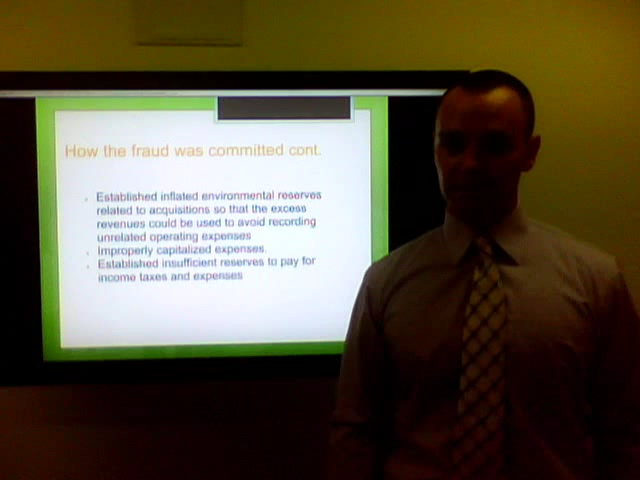 How the fraud was committed cont.
Established inflated environmental reserves
related to acquisitions so that the excess
revenues could be used to avoid recording
unrelated operating expenses
Improperly capitalized expenses.
Established insufficient reserves to pay for
income taxes and expenses